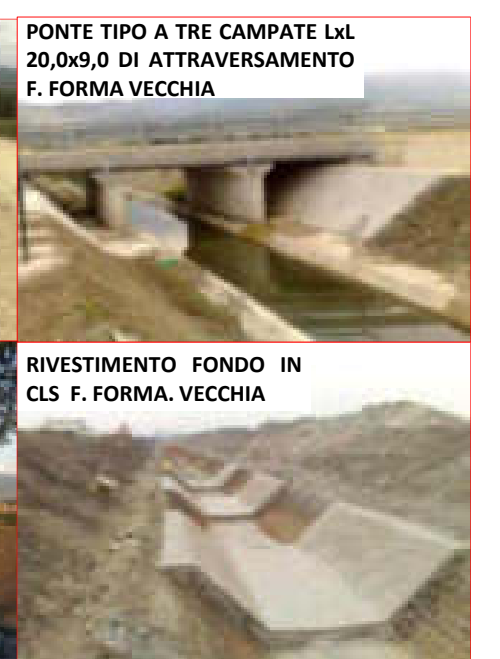 PONTE TIPO A TRE CAMPATE LxL
20,0x9,0 DI ATTRAVERSAMENTO
F. FORMA VECCHIA
RIVESTIMENTO FONDO IN
CLS F. FORMA. VECCHIA